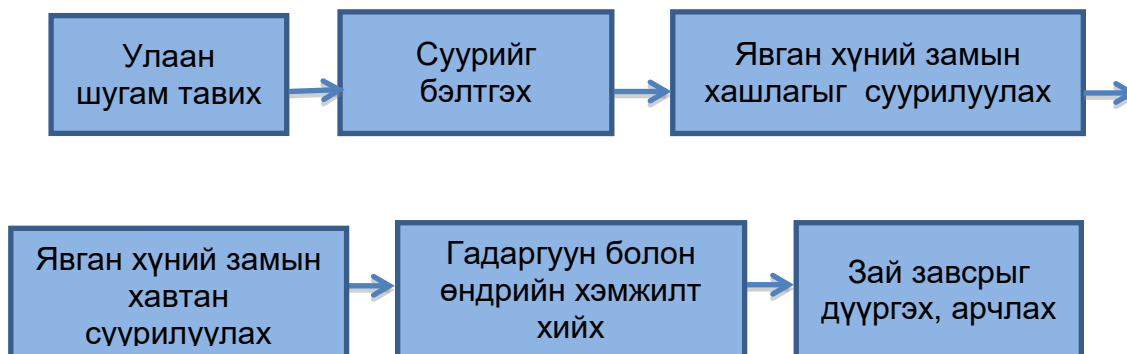 Улаан
шугам тавих
Суурийг
бэлтгэх
Явган хүний замын
хашлагыг суурилуулах
Явган хүний замын
хавтан
суурилуулах
Гадаргуун болон
өндрийн хэмжилт
хийх
Зай завсрыг
дүүргэх, арчлах